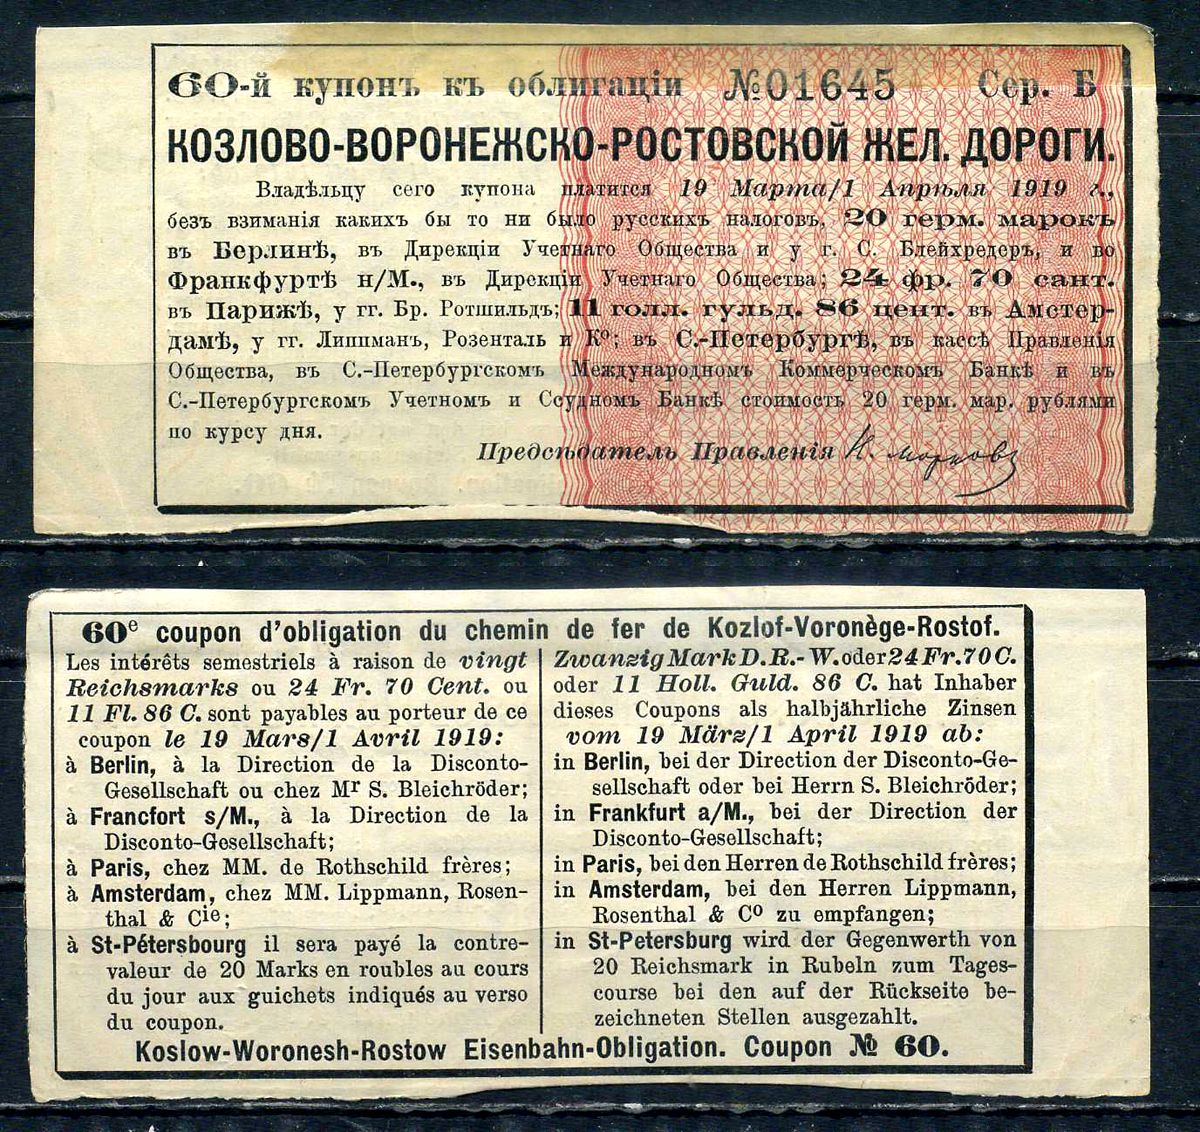 60-й купонъ къ облигаціи №01645 Сер. Б
КОЗЛОВО-ВОРОНЕЖСКО-РОСТОВСКОЙ ЖЕЛ. ДОРОГИ.
Владѣльцу сего купона платится 19 Марта/1 Апрѣля 1919 г.,
безъ взиманія какихъ бы то ни было русскихъ налоговъ, 20 герм. марокъ
въ Берлинѣ, въ Дирекціи Учетнаго Общества и у г. С. Блейхредеръ, и во
Франкфуртѣ н/М., въ Дирекціи Учетнаго Общества; 24 фр. 70 сант.
въ Парижѣ, у гг. Бр. Ротшильдъ; 11 голл. гульд. 86 цент. въ Амстер-
дамѣ, у гг. Липпманъ, Розенталь и Кº; въ С.-Петербургѣ, въ кассѣ Правленія
Общества, въ С.-Петербургскомъ Международномъ Коммерческомъ Банкѣ и въ
С.-Петербургскомъ Учетномъ и Ссудномъ Банкѣ стоимость 20 герм. мар. рублями
по курсу дня.
Предсѣдатель Правленія К. Марковъ
60e coupon d'obligation du chemin de fer de Kozlof-Voronège-Rostof.
Les intérêts semestriels à raison de vingt
Reichsmarks ou 24 Fr. 70 Cent. ou
11 Fl. 86 C. sont payables au porteur de ce
coupon le 19 Mars/1 Avril 1919:
à Berlin, à la Direction de la Disconto-
Gesellschaft ou chez Mr S. Bleichröder;
à Francfort s/M., à la Direction de la
Disconto-Gesellschaft;
à Paris, chez MM. de Rothschild frères;
à Amsterdam, chez MM. Lippmann, Rosen-
thal & Cie;
à St-Pétersbourg il sera payé la contre-
valeur de 20 Marks en roubles au cours
du jour aux guichets indiqués au verso
du coupon.
Zwanzig Mark D. R.-W. oder 24 Fr. 70 C.
oder 11 Holl. Guld. 86 C. hat Inhaber
dieses Coupons als halbjährliche Zinsen
vom 19 März/1 April 1919 ab:
in Berlin, bei der Direction der Disconto-Ge-
sellschaft oder bei Herrn S. Bleichröder;
in Frankfurt a/M., bei der Direction der
Disconto-Gesellschaft;
in Paris, bei den Herren de Rothschild frères;
in Amsterdam, bei den Herren Lippmann,
Rosenthal & Cº zu empfangen;
in St-Petersburg wird der Gegenwerth von
20 Reichsmark in Rubeln zum Tages-
course bei den auf der Rückseite be-
zeichneten Stellen ausgezahlt.
Koslow-Woronesh-Rostow Eisenbahn-Obligation. Coupon № 60.